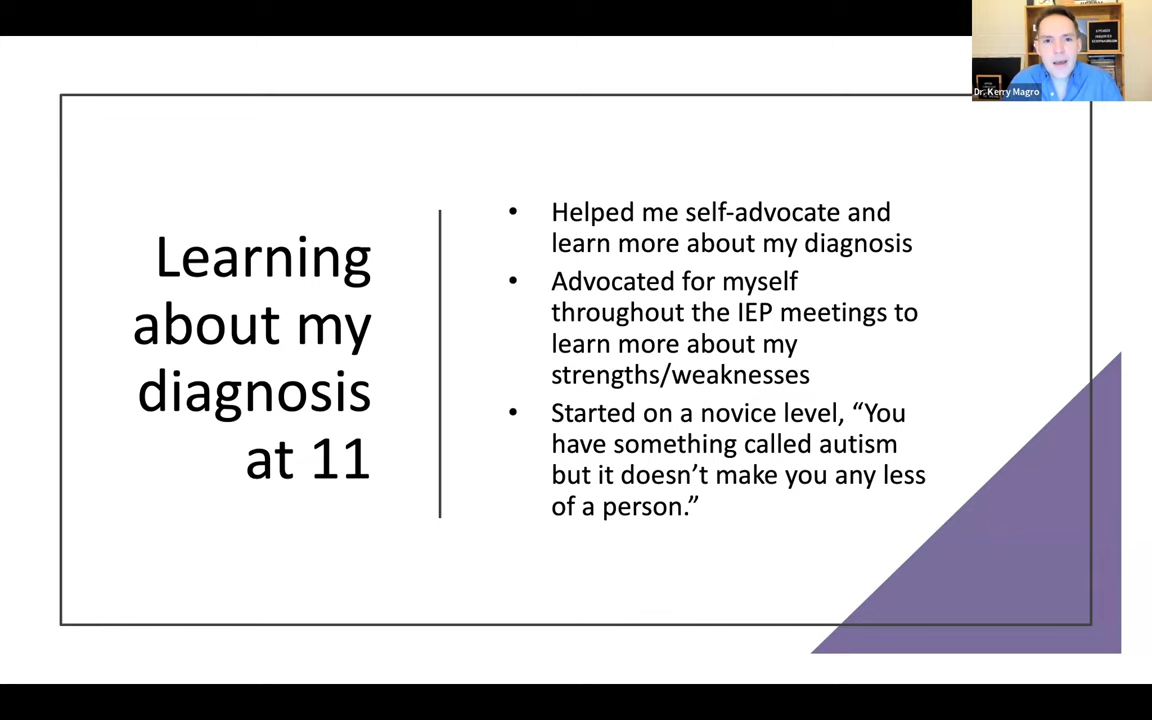 Dr. Kerry Magro
Learning
about my
diagnosis
at 11
• Helped me self-advocate and
learn more about my diagnosis
• Advocated for myself
throughout the IEP meetings to
learn more about my
strengths/weaknesses
• Started on a novice level, “You
have something called autism
but it doesn’t make you any less
of a person.”